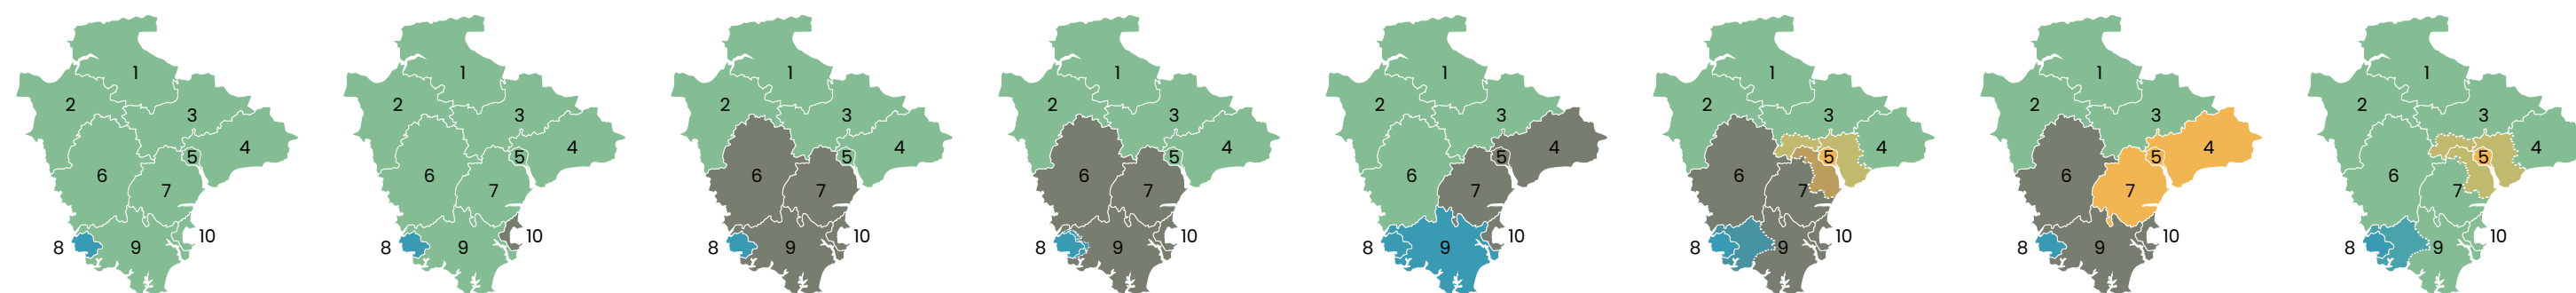 1 1 1 1 1 1 1 1
2 2 2 2 2 2 2 2
3 3 3 3 3 3 3 3
4 4 4 4 4 4 4 4
5 5 5 5 5 5 5 5
6 6 6 6 6 6 6 6
7 7 7 7 7 7 7 7
10 10 10 10 10 10 10 10
8 9 8 9 8 9 8 9 8 9 8 9 8 9 8 9